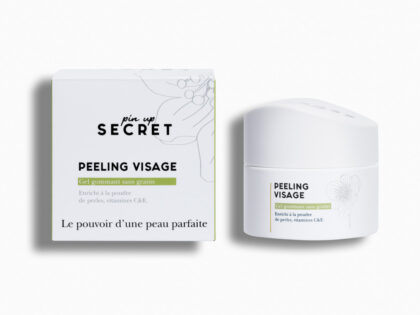 pin up
SECRET
PEELING VISAGE
Gel gommant sans grains
Enrichi à la poudre
de perles, vitamines C&E
Le pouvoir d'une peau parfaite
PEELING
VISAGE
Gel gommant sans grains
Enrichi à la poudre
de perles, vitamines C&E